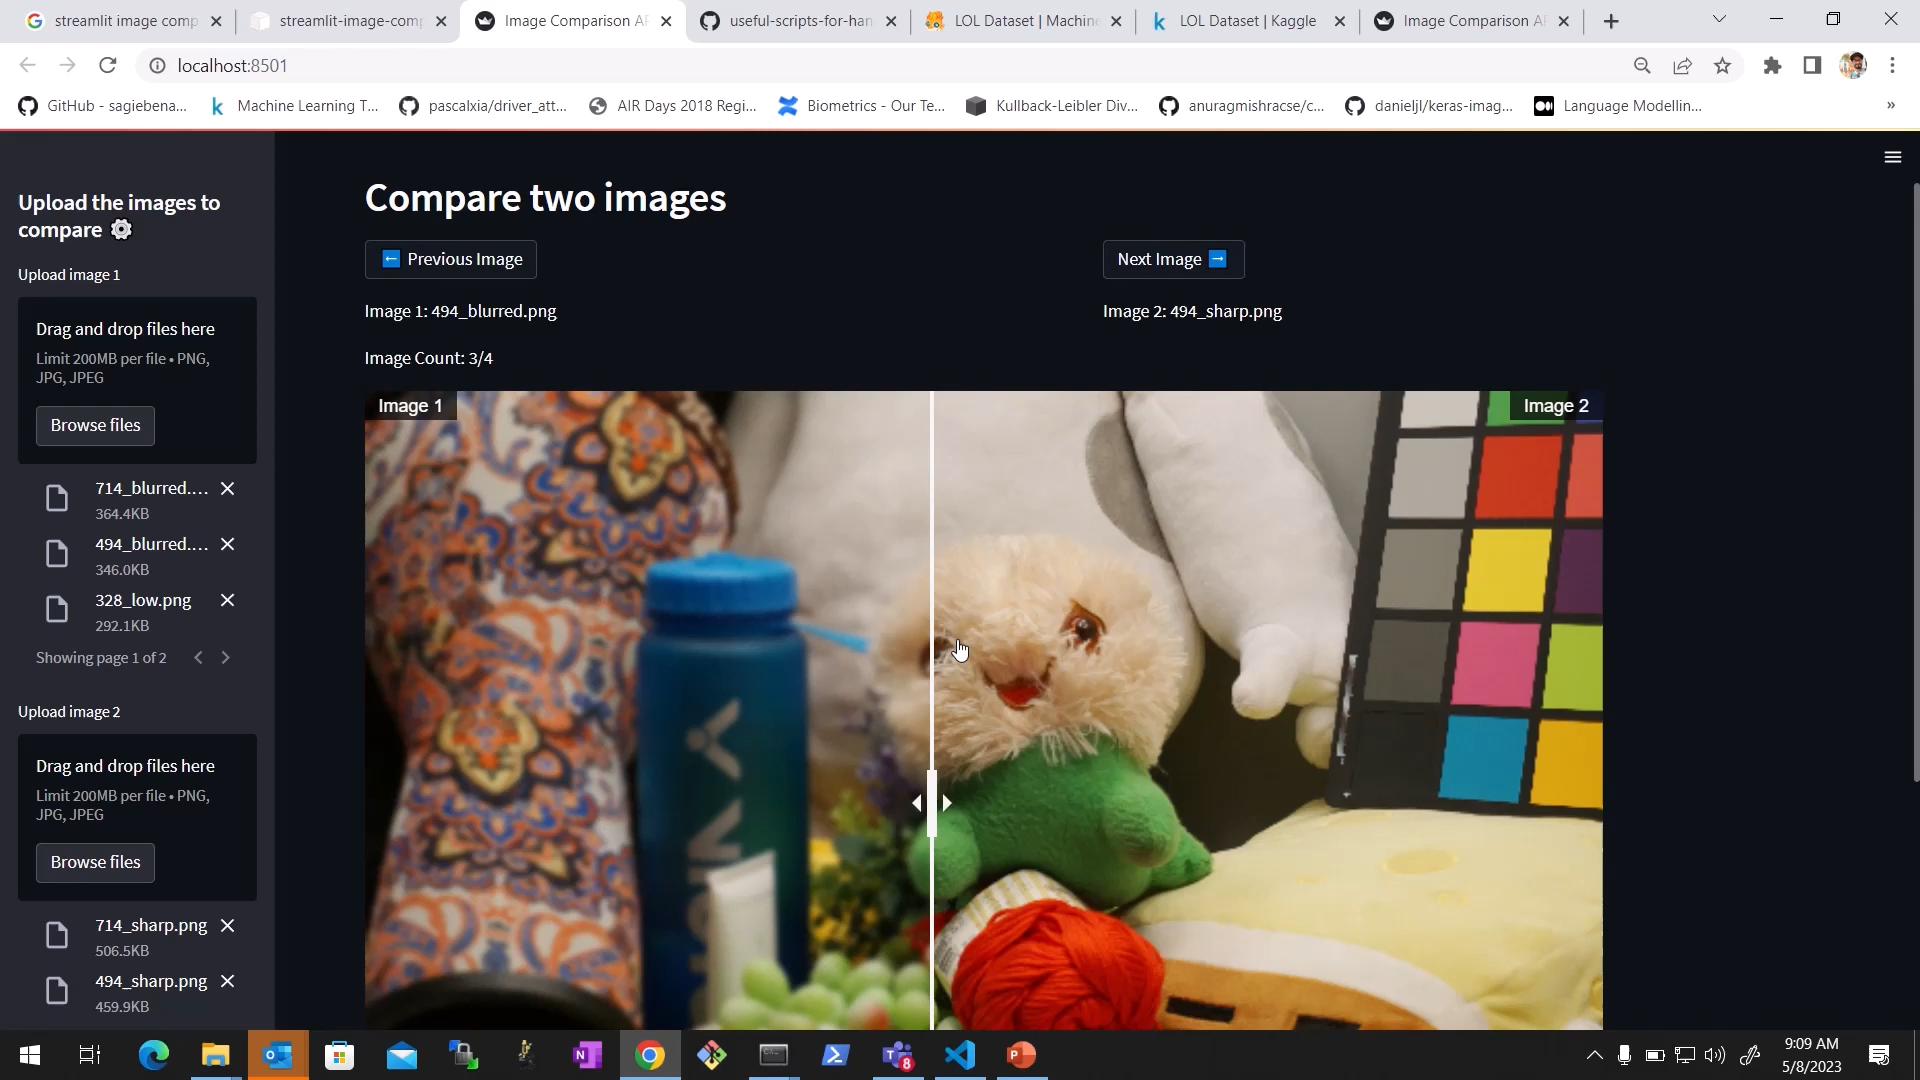 streamlit image comp
streamlit-image-comp
Image Comparison AP
useful-scripts-for-han
LOL Dataset | Machine
LOL Dataset | Kaggle
Image Comparison AP
localhost:8501
GitHub - sagiebena...
Machine Learning T...
pascalxia/driver_att...
AIR Days 2018 Regi...
Biometrics - Our Te...
Kullback-Leibler Div...
anuragmishracse/c...
danieljl/keras-imag...
Language Modellin...
»
Upload the images to
compare
Upload image 1
Drag and drop files here
Limit 200MB per file • PNG,
JPG, JPEG
Browse files
714_blurred....
364.4KB
494_blurred....
346.0KB
328_low.png
292.1KB
Showing page 1 of 2
Upload image 2
Drag and drop files here
Limit 200MB per file • PNG,
JPG, JPEG
Browse files
714_sharp.png
506.5KB
494_sharp.png
459.9KB
Compare two images
Previous Image
Next Image
Image 1: 494_blurred.png
Image 2: 494_sharp.png
Image Count: 3/4
Image 1
Image 2
9:09 AM
5/8/2023